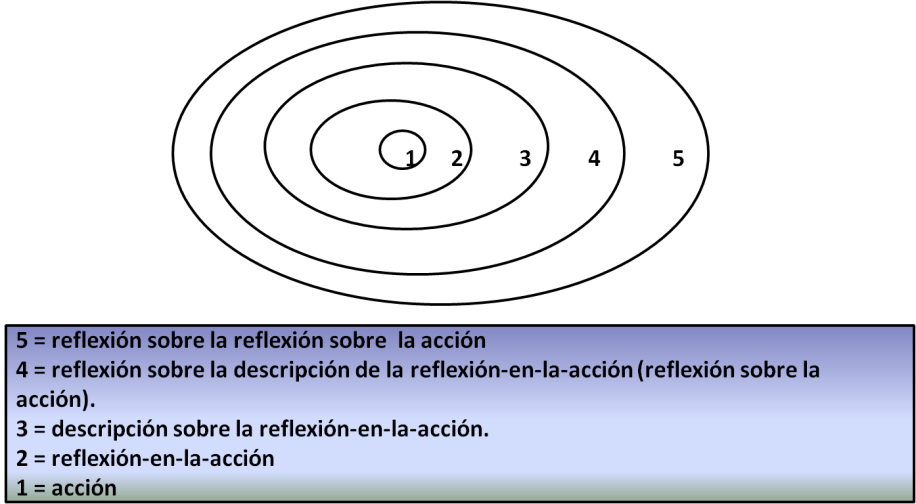 1 2 3 4 5
5 = reflexión sobre la reflexión sobre la acción
4 = reflexión sobre la descripción de la reflexión-en-la-acción (reflexión sobre la
acción).
3 = descripción sobre la reflexión-en-la-acción.
2 = reflexión-en-la-acción
1 = acción